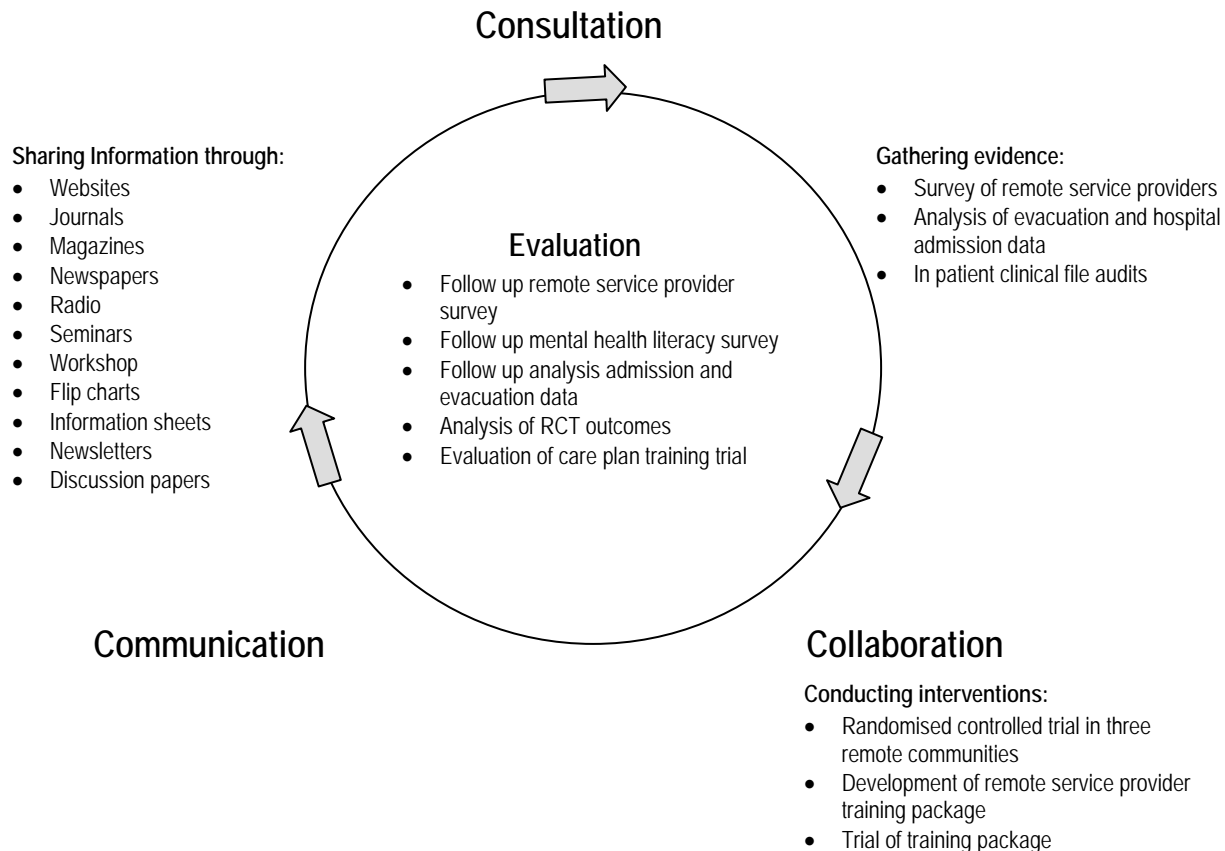 Consultation
Sharing Information through:
• Websites
• Journals
• Magazines
• Newspapers
• Radio
• Seminars
• Workshop
• Flip charts
• Information sheets
• Newsletters
• Discussion papers
Gathering evidence:
• Survey of remote service providers
• Analysis of evacuation and hospital
admission data
• In patient clinical file audits
Evaluation
• Follow up remote service provider
survey
• Follow up mental health literacy survey
• Follow up analysis admission and
evacuation data
• Analysis of RCT outcomes
• Evaluation of care plan training trial
Communication
Collaboration
Conducting interventions:
• Randomised controlled trial in three
remote communities
• Development of remote service provider
training package
• Trial of training package